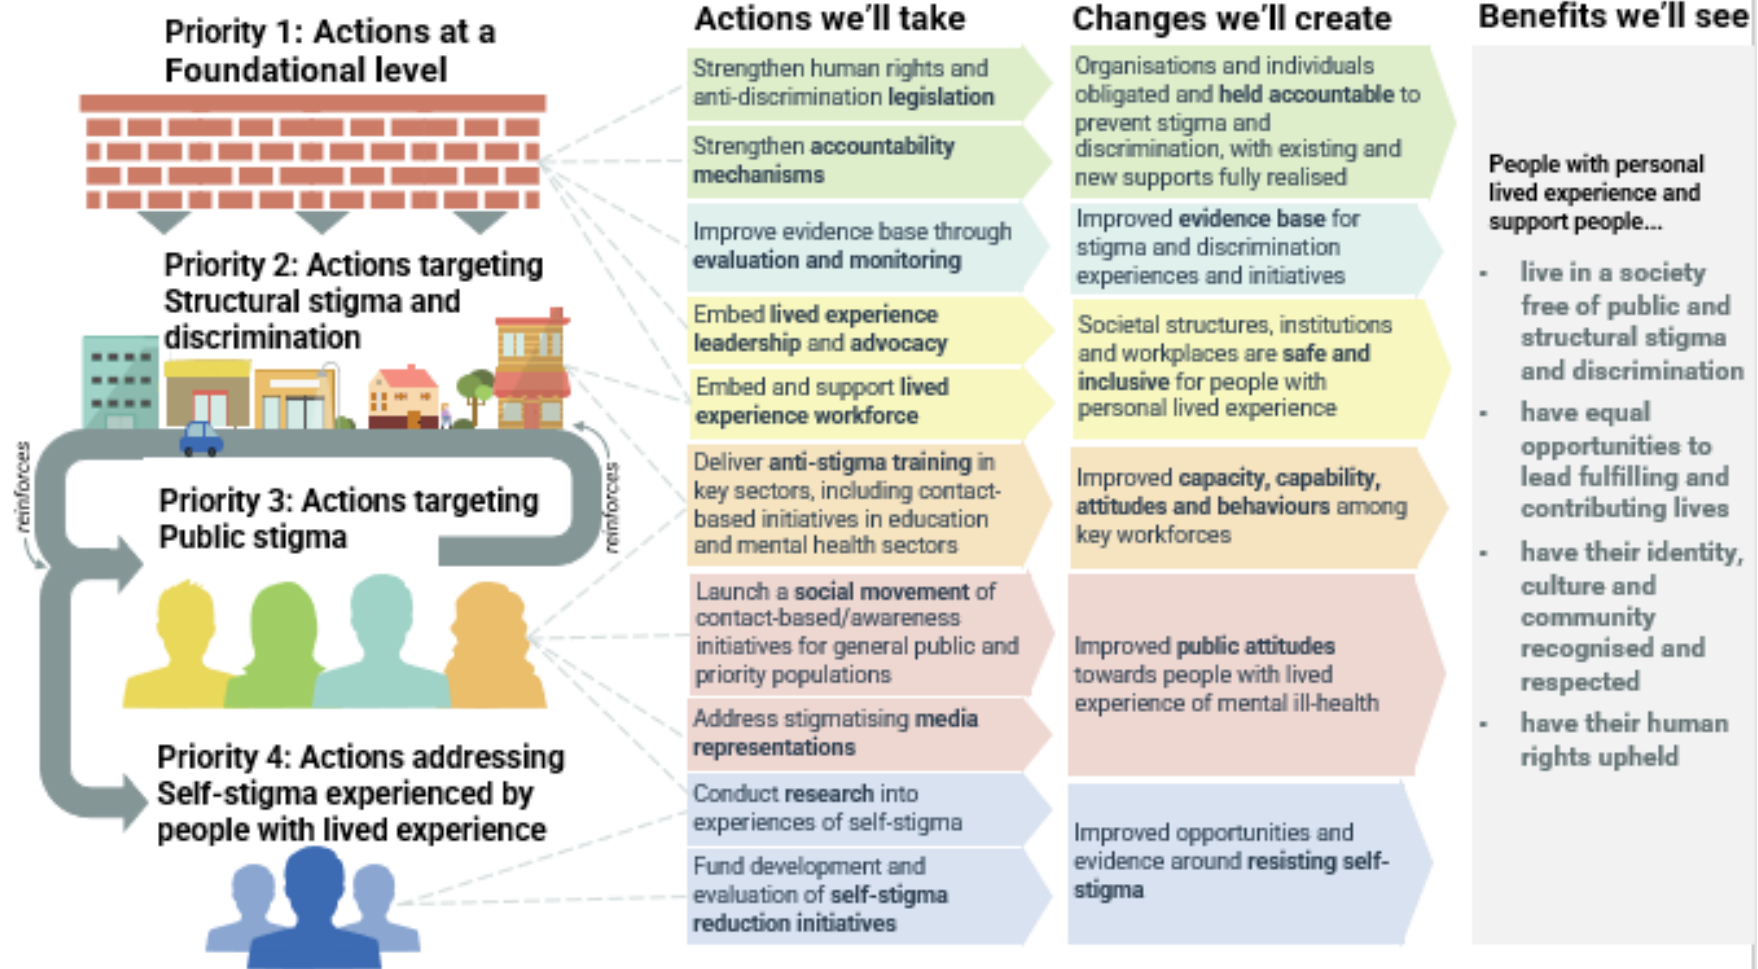 Priority 1: Actions at a
Foundational level
Priority 2: Actions targeting
Structural stigma and
discrimination
reinforces
reinforces
Priority 3: Actions targeting
Public stigma
Priority 4: Actions addressing
Self-stigma experienced by
people with lived experience
Actions we'll take
Strengthen human rights and
anti-discrimination legislation
Strengthen accountability
mechanisms
Improve evidence base through
evaluation and monitoring
Embed lived experience
leadership and advocacy
Embed and support lived
experience workforce
Deliver anti-stigma training in
key sectors, including contact-
based initiatives in education
and mental health sectors
Launch a social movement of
contact-based/awareness
initiatives for general public and
priority populations
Address stigmatising media
representations
Conduct research into
experiences of self-stigma
Fund development and
evaluation of self-stigma
reduction initiatives
Changes we'll create
Organisations and individuals
obligated and held accountable to
prevent stigma and
discrimination, with existing and
new supports fully realised
Improved evidence base for
stigma and discrimination
experiences and initiatives
Societal structures, institutions
and workplaces are safe and
inclusive for people with
personal lived experience
Improved capacity, capability,
attitudes and behaviours among
key workforces
Improved public attitudes
towards people with lived
experience of mental ill-health
Improved opportunities and
evidence around resisting self-
stigma
Benefits we'll see
People with personal
lived experience and
support people...
- live in a society
free of public and
structural stigma
and discrimination
- have equal
opportunities to
lead fulfilling and
contributing lives
- have their identity,
culture and
community
recognised and
respected
- have their human
rights upheld